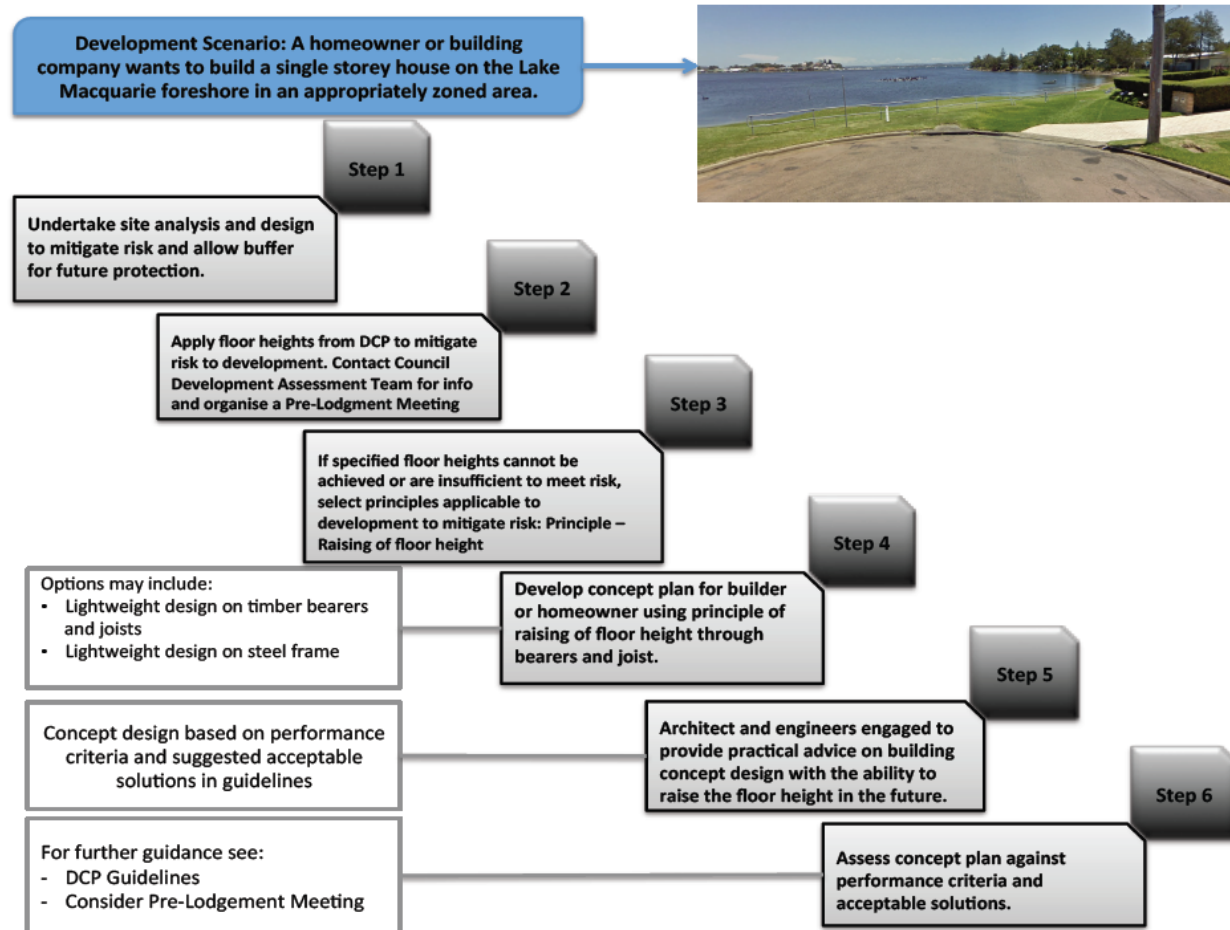 Development Scenario: A homeowner or building
company wants to build a single storey house on the Lake
Macquarie foreshore in an appropriately zoned area.
Step 1
Undertake site analysis and design
to mitigate risk and allow buffer
for future protection.
Step 2
Apply floor heights from DCP to mitigate
risk to development. Contact Council
Development Assessment Team for info
and organise a Pre-Lodgment Meeting
Step 3
If specified floor heights cannot be
achieved or are insufficient to meet risk,
select principles applicable to
development to mitigate risk: Principle –
Raising of floor height
Step 4
Develop concept plan for builder
or homeowner using principle of
raising of floor height through
bearers and joist.
Options may include:
• Lightweight design on timber bearers
and joists
• Lightweight design on steel frame
Step 5
Architect and engineers engaged to
provide practical advice on building
concept design with the ability to
raise the floor height in the future.
Concept design based on performance
criteria and suggested acceptable
solutions in guidelines
Step 6
Assess concept plan against
performance criteria and
acceptable solutions.
For further guidance see:
- DCP Guidelines
- Consider Pre-Lodgement Meeting